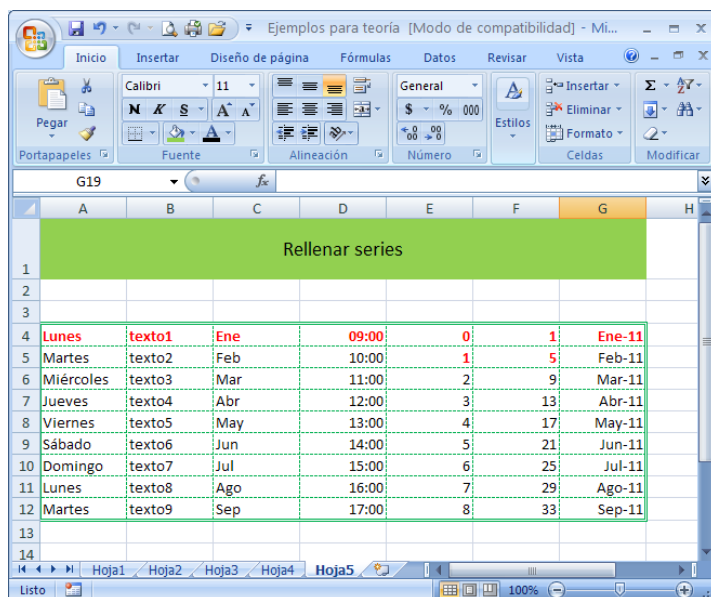 Ejemplos para teoría [Modo de compatibilidad] - Mi...
Inicio Insertar Diseño de página Fórmulas Datos Revisar Vista
Pegar
Portapapeles
Calibri 11
N K S A A
A
Fuente
Alineación
General
$ % 000
Número
Estilos
Insertar
Eliminar
Formato
Celdas
Σ
Modificar
G19 fx
A B C D E F G H
1 Rellenar series
2
3
4 Lunes texto1 Ene 09:00 0 1 Ene-11
5 Martes texto2 Feb 10:00 1 5 Feb-11
6 Miércoles texto3 Mar 11:00 2 9 Mar-11
7 Jueves texto4 Abr 12:00 3 13 Abr-11
8 Viernes texto5 May 13:00 4 17 May-11
9 Sábado texto6 Jun 14:00 5 21 Jun-11
10 Domingo texto7 Jul 15:00 6 25 Jul-11
11 Lunes texto8 Ago 16:00 7 29 Ago-11
12 Martes texto9 Sep 17:00 8 33 Sep-11
13
14
Hoja1 Hoja2 Hoja3 Hoja4 Hoja5
Listo 100%